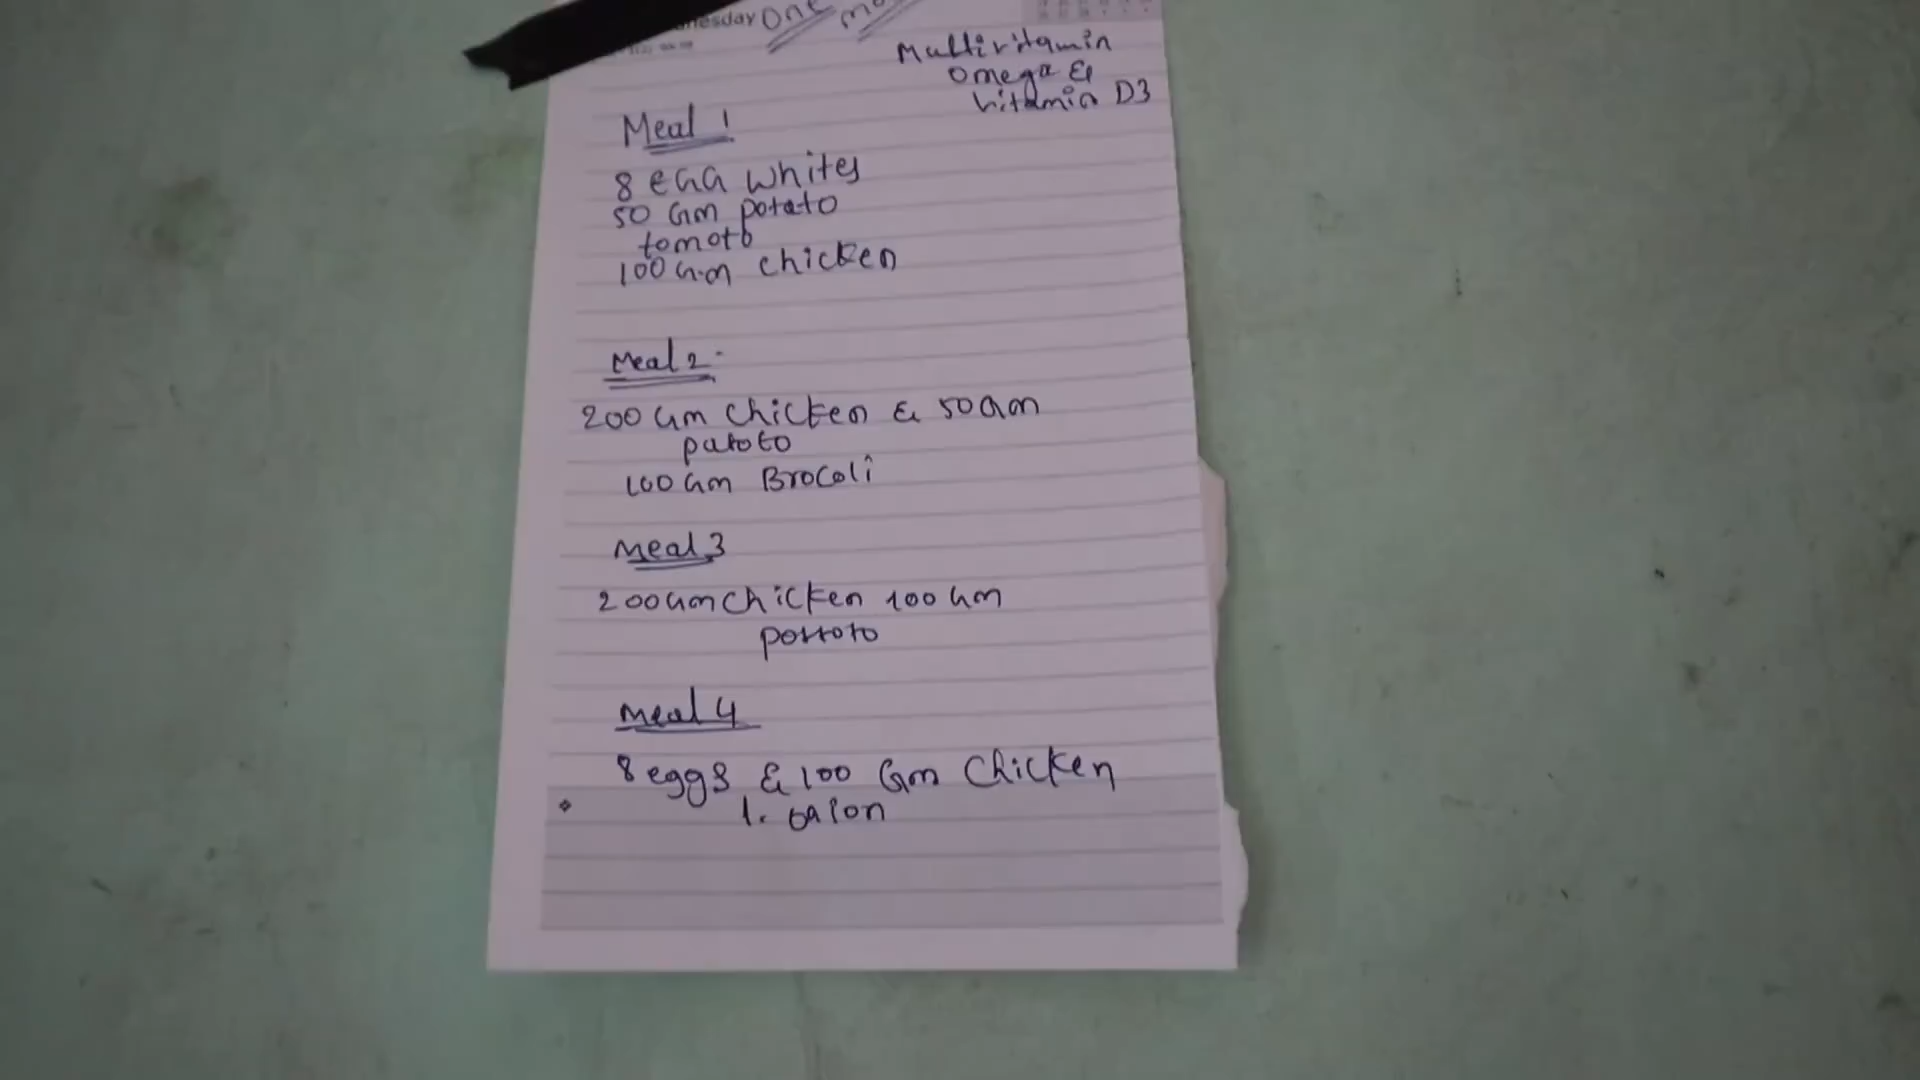 One
Multivitamin
Omega &
Vitamin D3
Meal 1
8 EGG Whites
50 Gm potato
tomoto
100 Gm chicken
Meal 2
200 Gm Chicken & 50 Gm
patoto
100 Gm Brocoli
Meal 3
200 Gm Chicken 100 Gm
pottoto
Meal 4
8 eggs & 100 Gm Chicken
1.